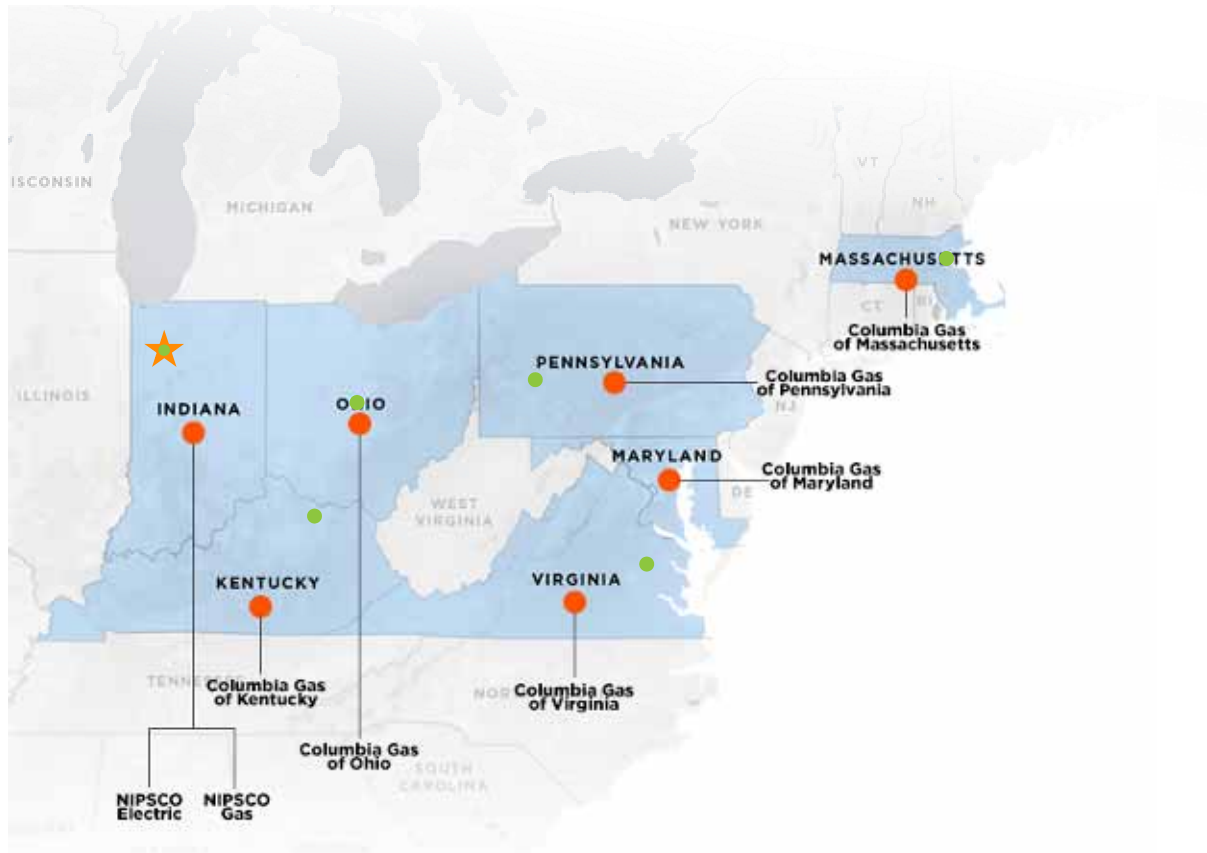 VT
ISCONSIN
NH
MICHIGAN
NEW YORK
MASSACHUSETTS
CT
RI
Columbia Gas
of Massachusetts
PENNSYLVANIA
Columbia Gas
of Pennsylvania
ILLINOIS
NJ
INDIANA
OHIO
MARYLAND
Columbia Gas
of Maryland
DE
WEST
VIRGINIA
KENTUCKY
VIRGINIA
TENNESSEE
Columbia Gas
of Kentucky
NOR
Columbia Gas
of Virginia
Columbia Gas
of Ohio
SOUTH
CAROLINA
NIPSCO
Electric
NIPSCO
Gas